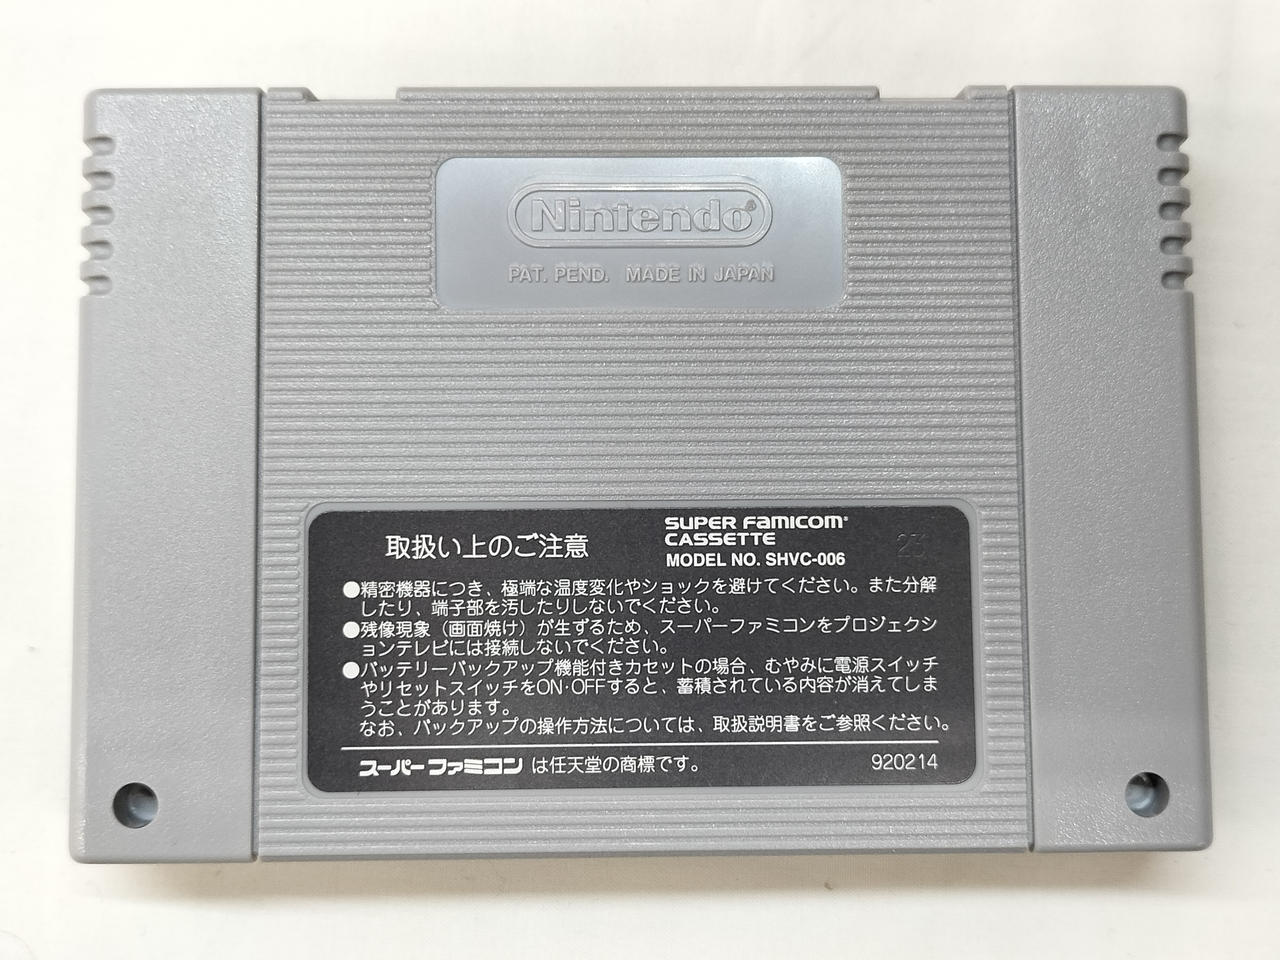 Nintendo®
PAT. PEND. MADE IN JAPAN
取扱い上のご注意
SUPER FAMICOM®
CASSETTE
MODEL NO. SHVC-006
23
●精密機器につき、極端な温度変化やショックを避けてください。また分解
したり、端子部を汚したりしないでください。
●残像現象（画面焼け）が生ずるため、スーパーファミコンをプロジェクシ
ョンテレビには接続しないでください。
●バッテリーバックアップ機能付きカセットの場合、むやみに電源スイッチ
やリセットスイッチをON・OFFすると、蓄積されている内容が消えてしま
うことがあります。
なお、バックアップの操作方法については、取扱説明書をご参照ください。
スーパーファミコン は任天堂の商標です。
920214